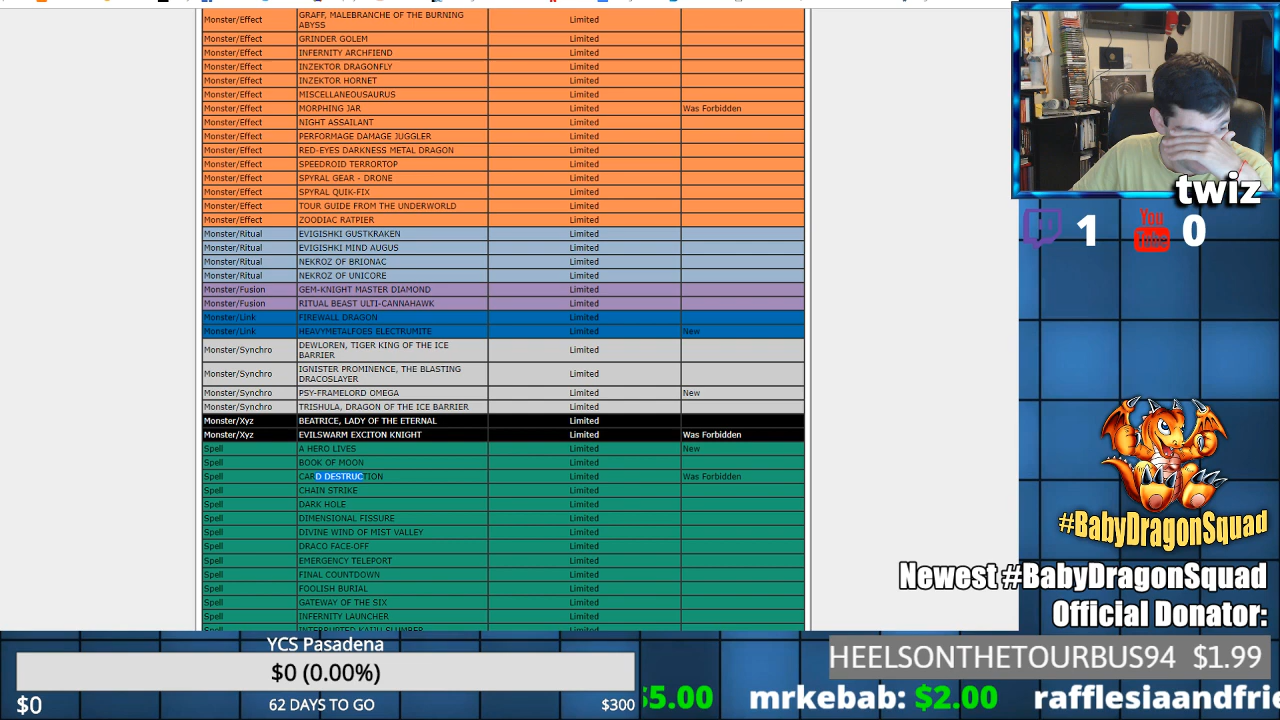 Monster/Effect GRAFF, MALEBRANCHE OF THE BURNING ABYSS Limited
Monster/Effect GRINDER GOLEM Limited
Monster/Effect INFERNITY ARCHFIEND Limited
Monster/Effect INZEKTOR DRAGONFLY Limited
Monster/Effect INZEKTOR HORNET Limited
Monster/Effect MISCELLANEOUSAURUS Limited
Monster/Effect MORPHING JAR Limited Was Forbidden
Monster/Effect NIGHT ASSAILANT Limited
Monster/Effect PERFORMAGE DAMAGE JUGGLER Limited
Monster/Effect RED-EYES DARKNESS METAL DRAGON Limited
Monster/Effect SPEEDROID TERRORTOP Limited
Monster/Effect SPYRAL GEAR - DRONE Limited
Monster/Effect SPYRAL QUIK-FIX Limited
Monster/Effect TOUR GUIDE FROM THE UNDERWORLD Limited
Monster/Effect ZOODIAC RATPIER Limited
Monster/Ritual EVIGISHKI GUSTKRAKEN Limited
Monster/Ritual EVIGISHKI MIND AUGUS Limited
Monster/Ritual NEKROZ OF BRIONAC Limited
Monster/Ritual NEKROZ OF UNICORE Limited
Monster/Fusion GEM-KNIGHT MASTER DIAMOND Limited
Monster/Fusion RITUAL BEAST ULTI-CANNAHAWK Limited
Monster/Link FIREWALL DRAGON Limited
Monster/Link HEAVYMETALFOES ELECTRUMITE Limited New
Monster/Synchro DEWLOREN, TIGER KING OF THE ICE BARRIER Limited
Monster/Synchro IGNISTER PROMINENCE, THE BLASTING DRACOSLAYER Limited
Monster/Synchro PSY-FRAMELORD OMEGA Limited New
Monster/Synchro TRISHULA, DRAGON OF THE ICE BARRIER Limited
Monster/Xyz BEATRICE, LADY OF THE ETERNAL Limited
Monster/Xyz EVILSWARM EXCITON KNIGHT Limited Was Forbidden
Spell A HERO LIVES Limited New
Spell BOOK OF MOON Limited
Spell CARD DESTRUCTION Limited Was Forbidden
Spell CHAIN STRIKE Limited
Spell DARK HOLE Limited
Spell DIMENSIONAL FISSURE Limited
Spell DIVINE WIND OF MIST VALLEY Limited
Spell DRACO FACE-OFF Limited
Spell EMERGENCY TELEPORT Limited
Spell FINAL COUNTDOWN Limited
Spell FOOLISH BURIAL Limited
Spell GATEWAY OF THE SIX Limited
Spell INFERNITY LAUNCHER Limited
Spell INTERRUPTED KAIJU SLUMBER Limited
twiz
1 You Tube 0
#BabyDragonSquad
Newest #BabyDragonSquad
Official Donator:
HEELSONTHETOURBUS94 $1.99
YCS Pasadena
$0 (0.00%)
$0 62 DAYS TO GO $300
$5.00 mrkebab: $2.00 rafflesiaandfrie